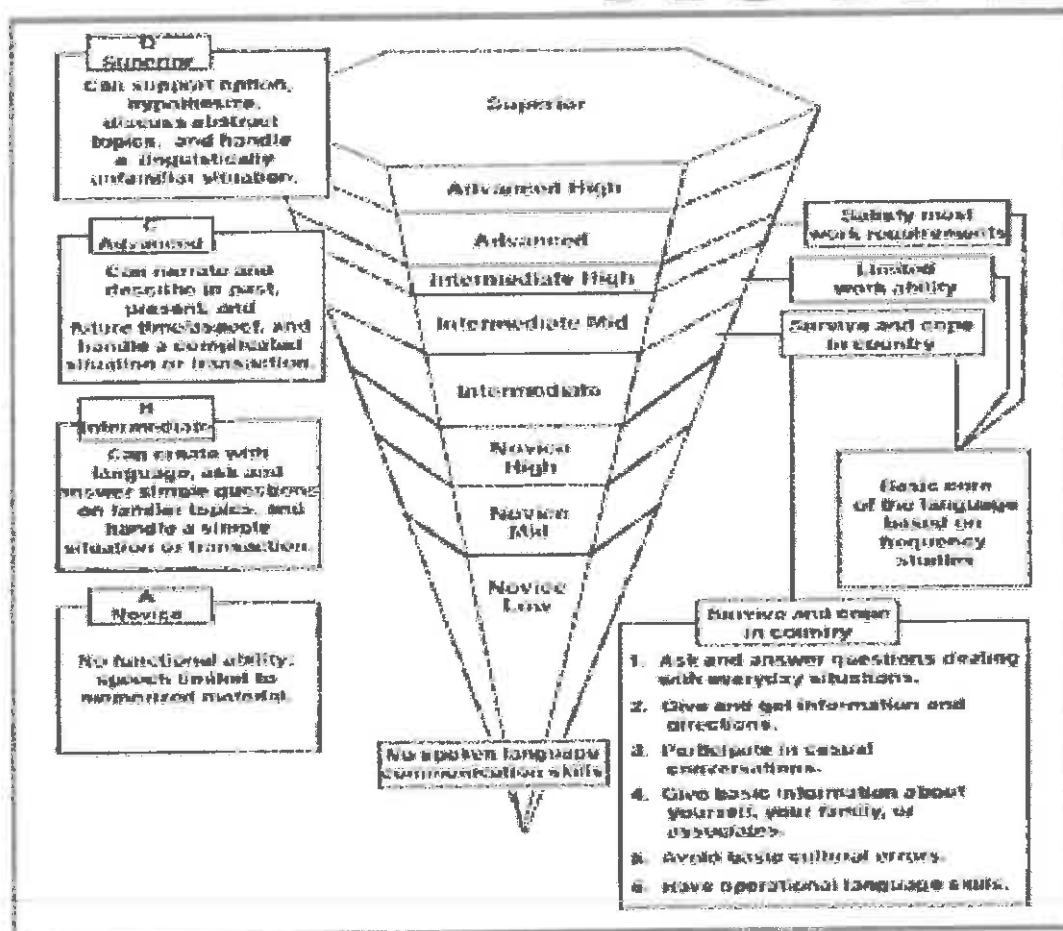 D
Superior
Can support opinion,
hypothesize,
discuss abstract
topics, and handle
a linguistically
unfamiliar situation.
C
Advanced
Can narrate and
describe in past,
present, and
future time/aspect, and
handle a complicated
situation or transaction.
B
Intermediate
Can create with
language, ask and
answer simple questions
on familiar topics, and
handle a simple
situation or transaction.
A
Novice
No functional ability,
speech limited to
memorized material.
Superior
Advanced High
Advanced
Intermediate High
Intermediate Mid
Intermediate
Novice
High
Novice
Mid
Novice
Low
No spoken language
communication skills
Satisfy most
work requirements
Limited
work ability
Survive and cope
in country
Basic core
of the language
based on
frequency
studies
Survive and cope
in country
1. Ask and answer questions dealing
with everyday situations.
2. Give and get information and
directions.
3. Participate in casual
conversations.
4. Give basic information about
yourself, your family, or
associates.
5. Avoid basic cultural errors.
6. Have operational language skills.